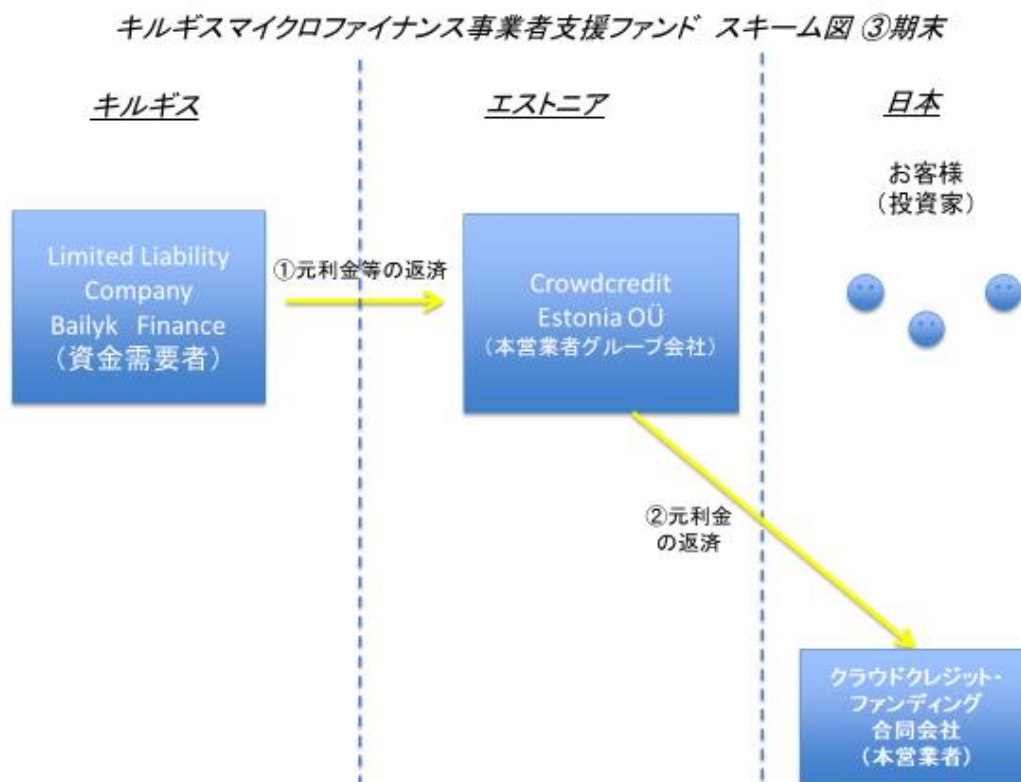 キルギスマイクロファイナンス事業者支援ファンド スキーム図 ③期末
キルギス
エストニア
日本
お客様
（投資家）
Limited Liability
Company
Bailyk Finance
（資金需要者）
①元利金等の返済
Crowdcredit
Estonia OÜ
（本営業者グループ会社）
②元利金
の返済
クラウドクレジット・
ファンディング
合同会社
（本営業者）